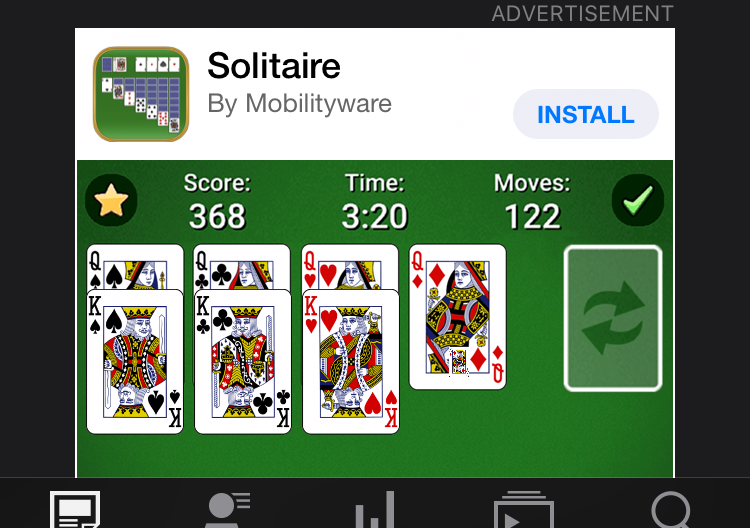 ADVERTISEMENT
Solitaire
By Mobilityware
INSTALL
Score:
368
Time:
3:20
Moves:
122
Q
Q
Q
Q
K
K
K
Q
K
K
K